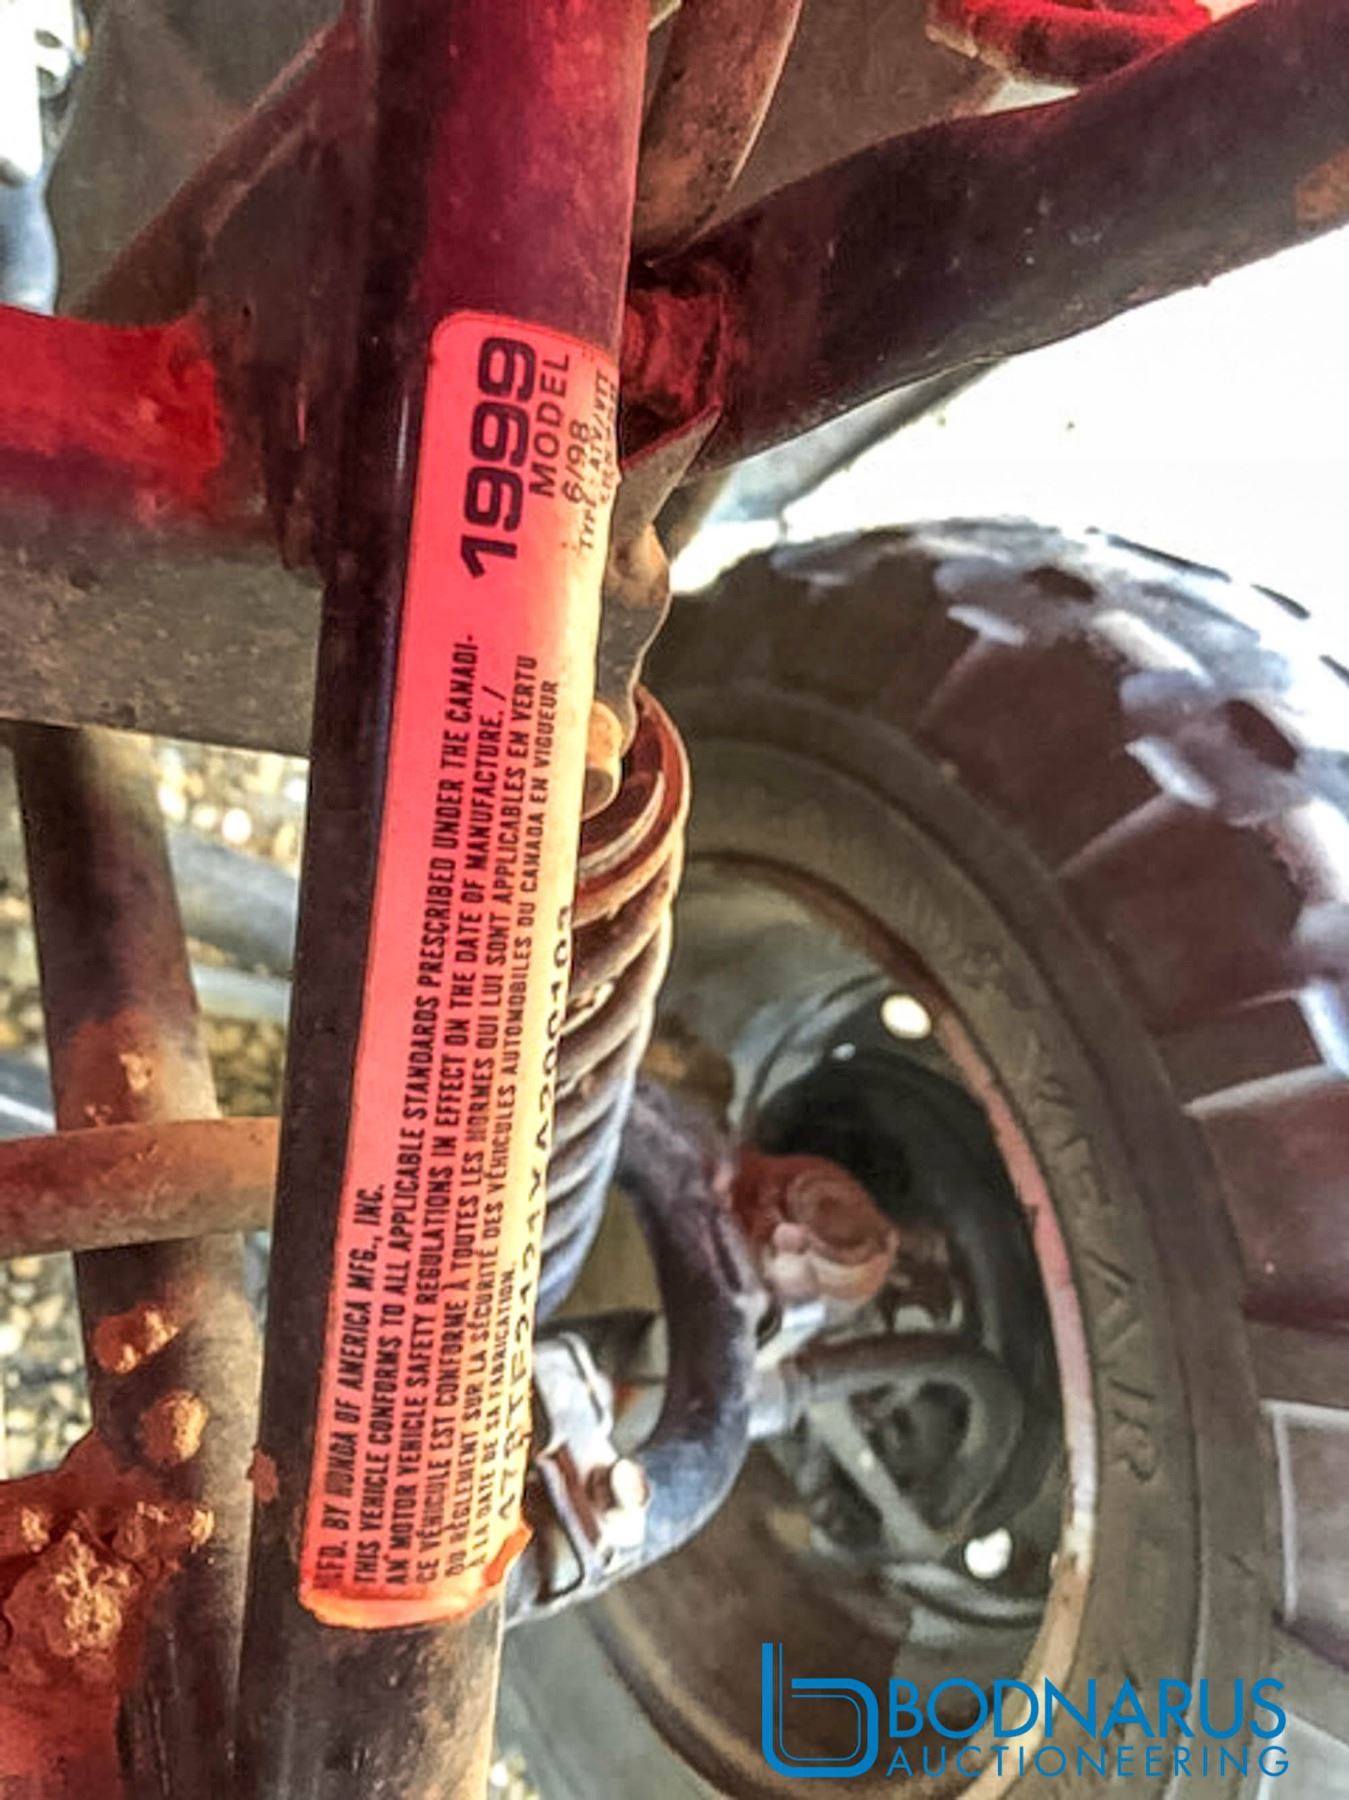 1999
MODEL
6/98
TYPE : ATV/VTT
MFD. BY HONDA OF AMERICA MFG., INC.
THIS VEHICLE CONFORMS TO ALL APPLICABLE STANDARDS PRESCRIBED UNDER THE CANADI-
AN MOTOR VEHICLE SAFETY REGULATIONS IN EFFECT ON THE DATE OF MANUFACTURE. /
CE VÉHICULE EST CONFORME À TOUTES LES NORMES QUI LUI SONT APPLICABLES EN VERTU
DU RÈGLEMENT SUR LA SÉCURITÉ DES VÉHICULES AUTOMOBILES DU CANADA EN VIGUEUR
À LA DATE DE SA FABRICATION.
BODNARUS
AUCTIONEERING